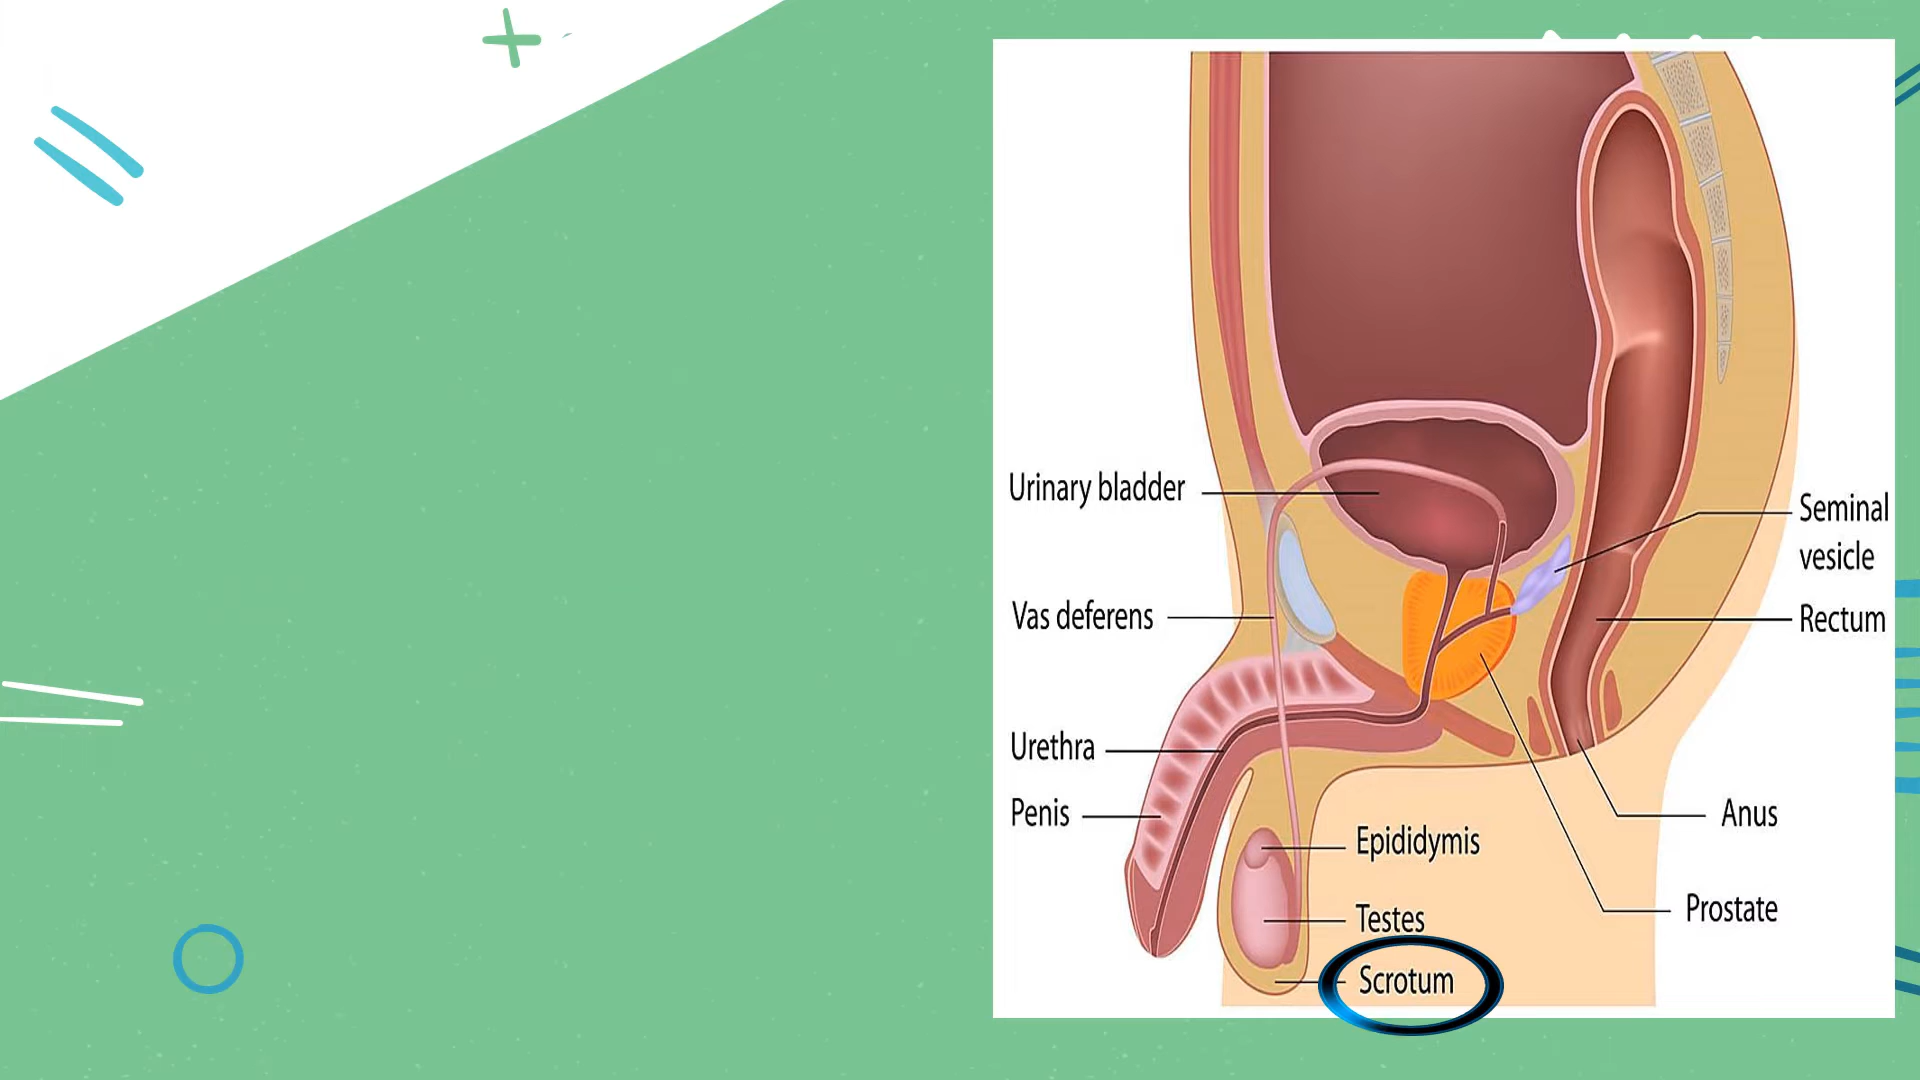 Urinary bladder
Vas deferens
Urethra
Penis
Epididymis
Testes
Scrotum
Seminal
vesicle
Rectum
Anus
Prostate